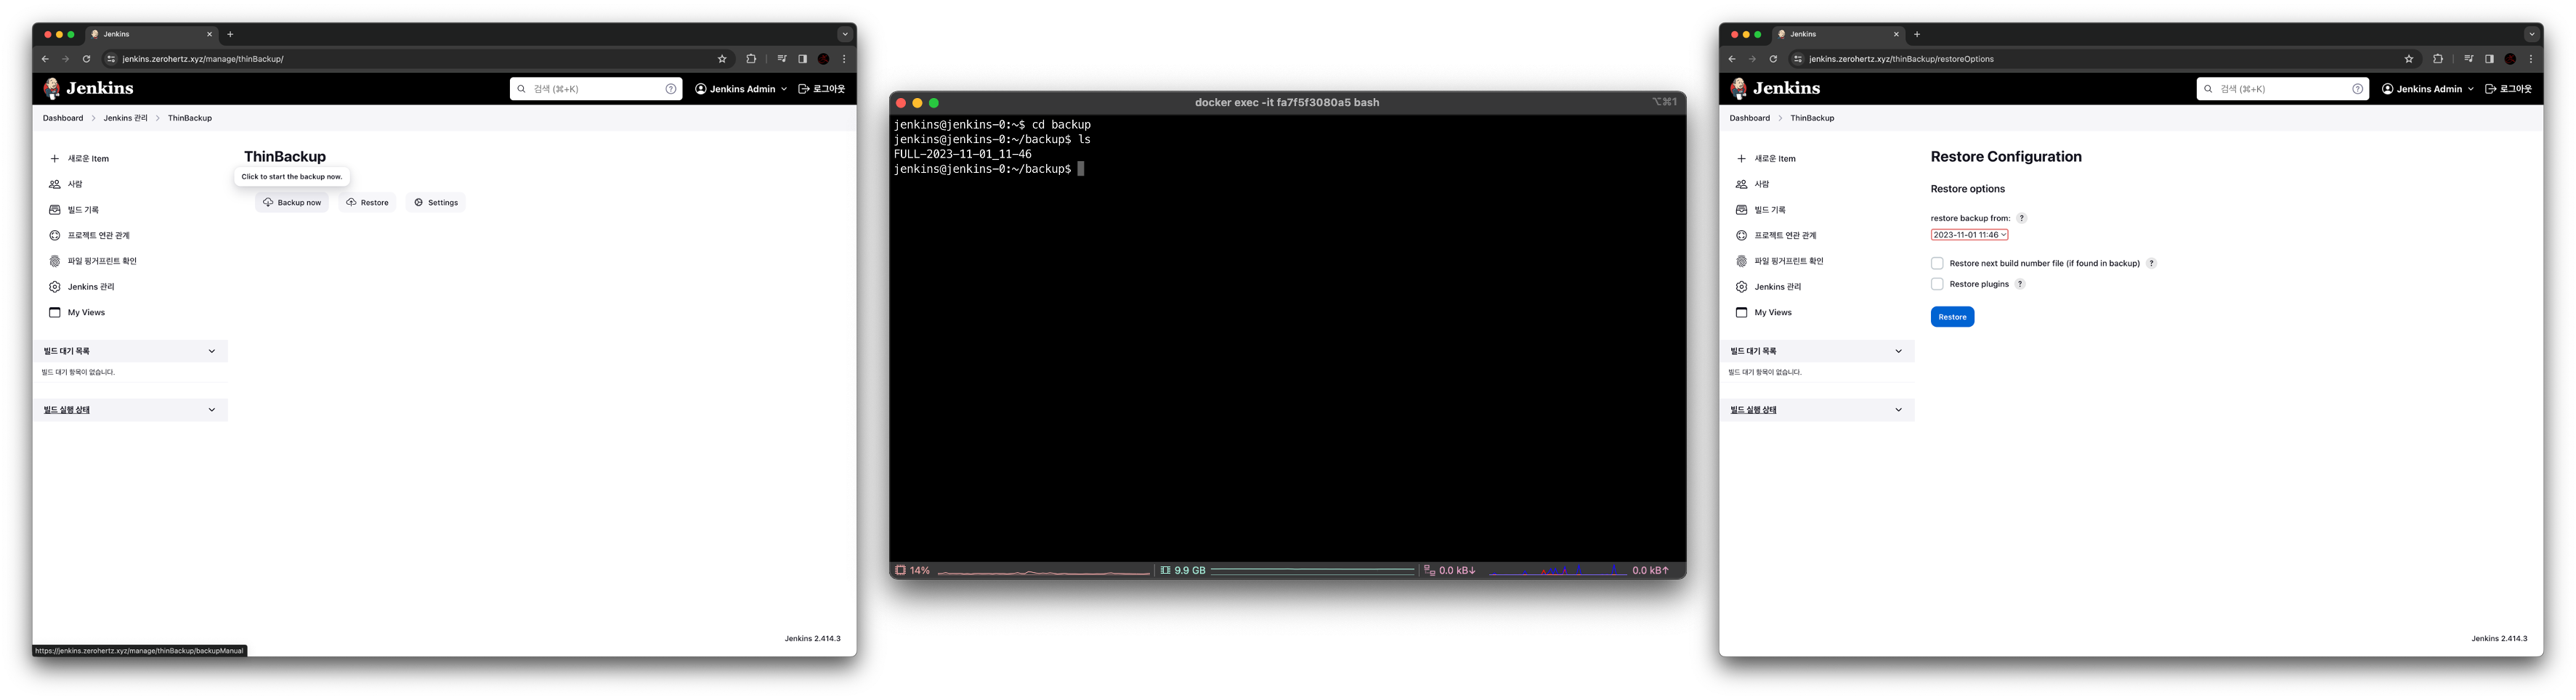 Jenkins
jenkins.zerohertz.xyz/manage/thinBackup/
Jenkins
검색 (⌘+K)
Jenkins Admin
로그아웃
Dashboard
Jenkins 관리
ThinBackup
새로운 Item
사람
빌드 기록
프로젝트 연관 관계
파일 핑거프린트 확인
Jenkins 관리
My Views
빌드 대기 목록
빌드 대기 항목이 없습니다.
빌드 실행 상태
ThinBackup
Click to start the backup now.
Backup now
Restore
Settings
Jenkins 2.414.3
https://jenkins.zerohertz.xyz/manage/thinBackup/backupManual
docker exec -it fa7f5f3080a5 bash
⌥⌘1
jenkins@jenkins-0:~$ cd backup
jenkins@jenkins-0:~/backup$ ls
FULL-2023-11-01_11-46
jenkins@jenkins-0:~/backup$
14%
9.9 GB
0.0 kB↓
0.0 kB↑
Jenkins
jenkins.zerohertz.xyz/thinBackup/restoreOptions
Jenkins
검색 (⌘+K)
Jenkins Admin
로그아웃
Dashboard
ThinBackup
새로운 Item
사람
빌드 기록
프로젝트 연관 관계
파일 핑거프린트 확인
Jenkins 관리
My Views
빌드 대기 목록
빌드 대기 항목이 없습니다.
빌드 실행 상태
Restore Configuration
Restore options
restore backup from: ?
2023-11-01 11:46
Restore next build number file (if found in backup) ?
Restore plugins ?
Restore
Jenkins 2.414.3